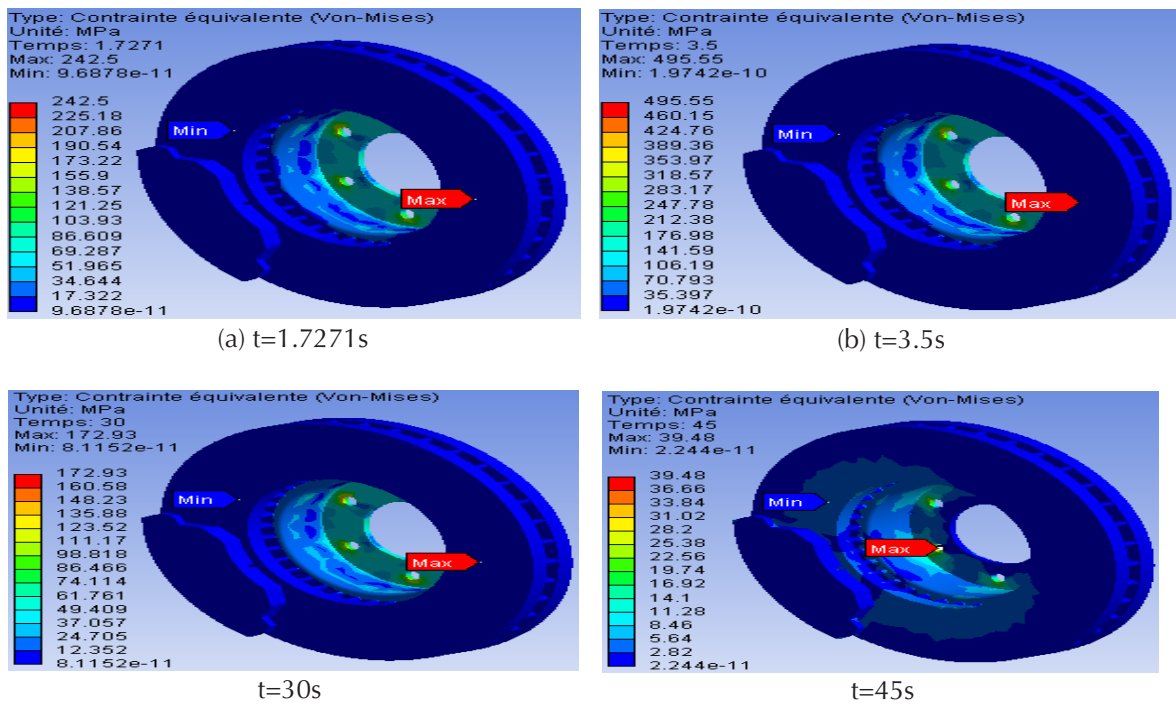 Type: Contrainte équivalente (Von-Mises)
Unité: MPa
Temps: 1.7271
Max: 242.5
Min: 9.6878e-11
242.5
225.18
207.86
190.54
173.22
155.9
138.57
121.25
103.93
86.609
69.287
51.965
34.644
17.322
9.6878e-11
Min
Max
(a) t=1.7271s
Type: Contrainte équivalente (Von-Mises)
Unité: MPa
Temps: 3.5
Max: 495.55
Min: 1.9742e-10
495.55
460.15
424.76
389.36
353.97
318.57
283.17
247.78
212.38
176.98
141.59
106.19
70.793
35.397
1.9742e-10
Min
Max
(b) t=3.5s
Type: Contrainte équivalente (Von-Mises)
Unité: MPa
Temps: 30
Max: 172.93
Min: 8.1152e-11
172.93
160.58
148.23
135.88
123.52
111.17
98.818
86.466
74.114
61.761
49.409
37.057
24.705
12.352
8.1152e-11
Min
Max
t=30s
Type: Contrainte équivalente (Von-Mises)
Unité: MPa
Temps: 45
Max: 39.48
Min: 2.244e-11
39.48
36.66
33.84
31.02
28.2
25.38
22.56
19.74
16.92
14.1
11.28
8.46
5.64
2.82
2.244e-11
Min
Max
t=45s